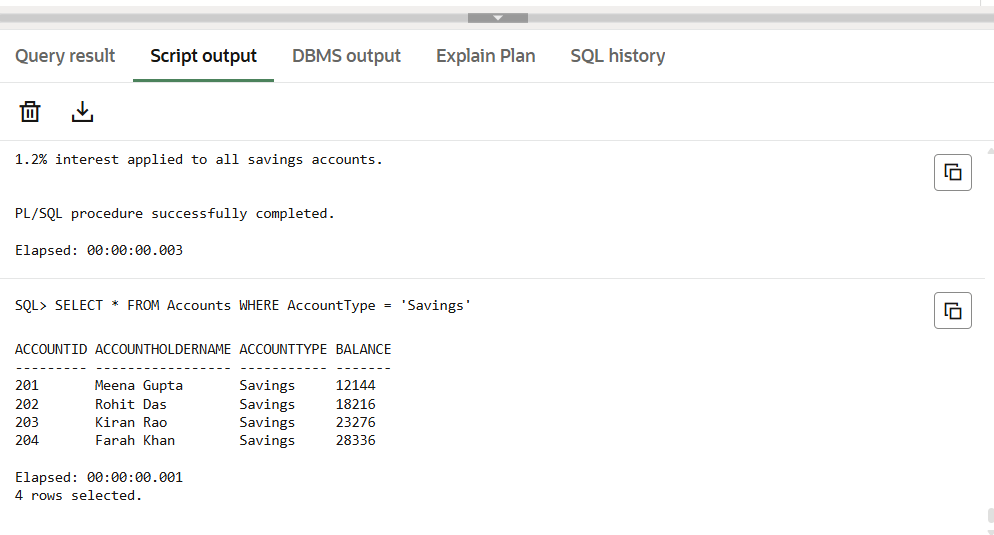 Query result Script output DBMS output Explain Plan SQL history
1.2% interest applied to all savings accounts.
PL/SQL procedure successfully completed.
Elapsed: 00:00:00.003
SQL> SELECT * FROM Accounts WHERE AccountType = 'Savings'
ACCOUNTID ACCOUNTHOLDERNAME ACCOUNTTYPE BALANCE
--------- ----------------- ----------- -------
201       Meena Gupta       Savings     12144
202       Rohit Das         Savings     18216
203       Kiran Rao         Savings     23276
204       Farah Khan        Savings     28336
Elapsed: 00:00:00.001
4 rows selected.